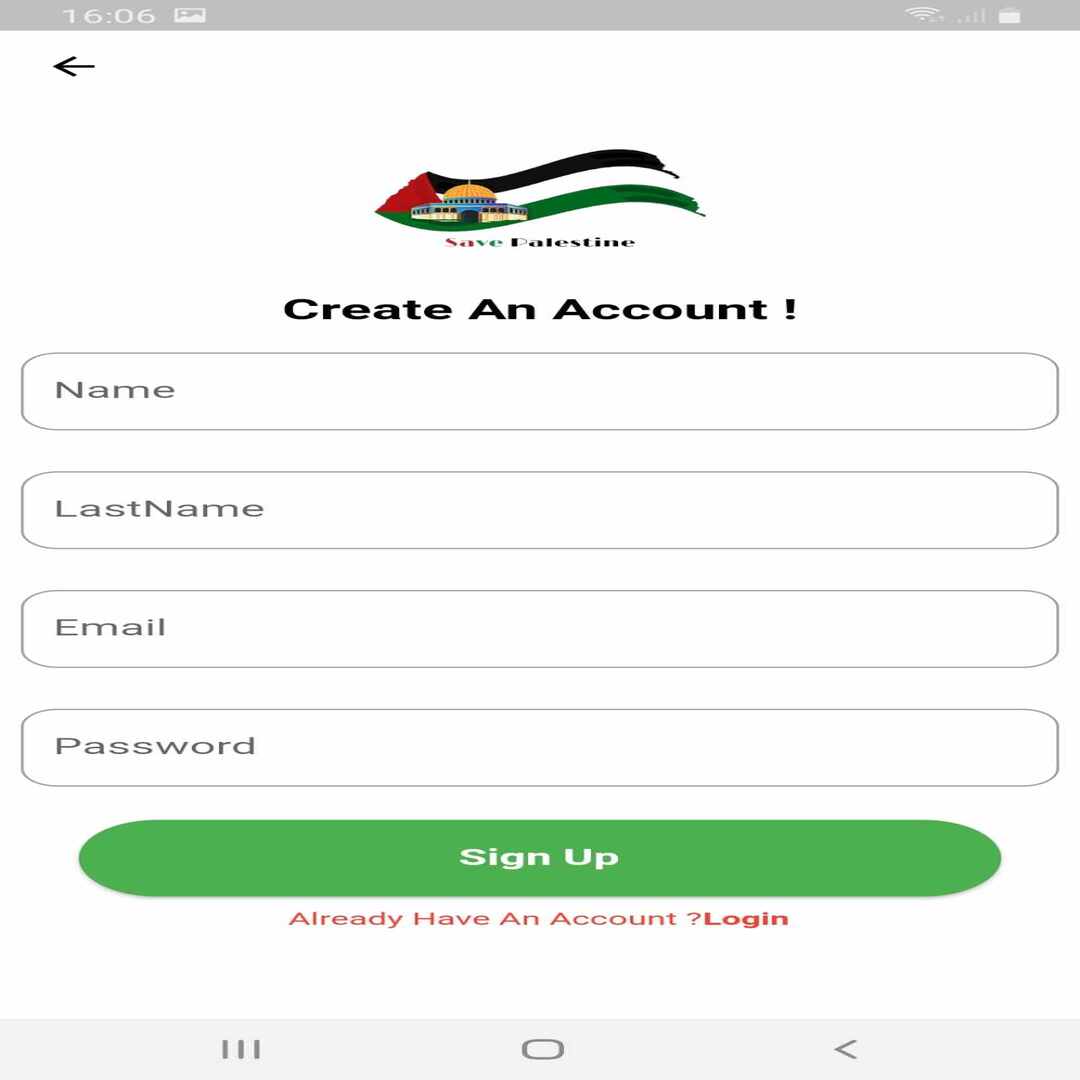 16:06
Save Palestine
Create An Account !
Name
LastName
Email
Password
Sign Up
Already Have An Account ?Login